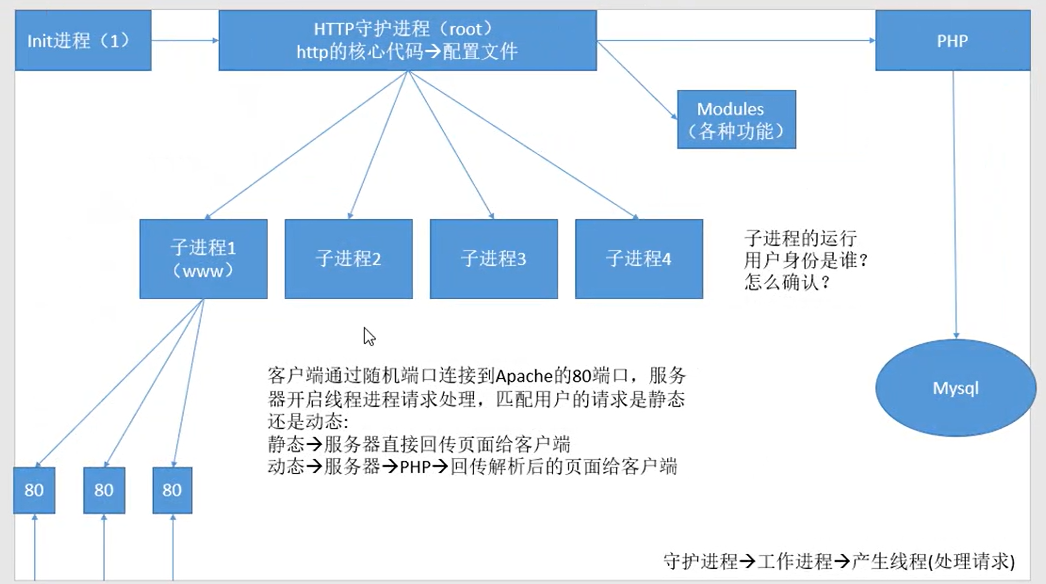 Init进程（1）
HTTP守护进程（root）
http的核心代码→配置文件
PHP
Modules
（各种功能）
子进程1
（www）
子进程2
子进程3
子进程4
子进程的运行
用户身份是谁？
怎么确认？
客户端通过随机端口连接到Apache的80端口，服务
器开启线程进程请求处理，匹配用户的请求是静态
还是动态:
静态→服务器直接回传页面给客户端
动态→服务器→PHP→回传解析后的页面给客户端
Mysql
80
80
80
守护进程→工作进程→产生线程(处理请求)